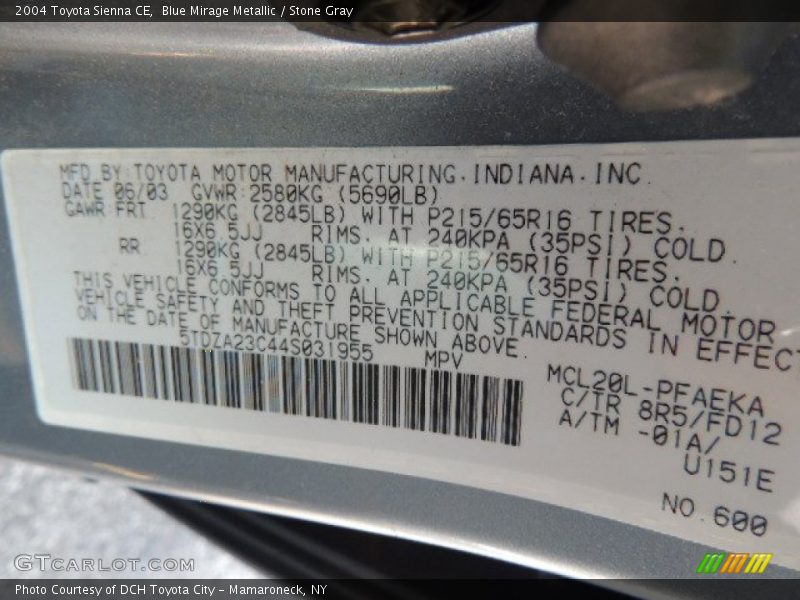 2004 Toyota Sienna CE,  Blue Mirage Metallic / Stone Gray
MFD BY:TOYOTA MOTOR MANUFACTURING.INDIANA.INC.
DATE 06/03  GVWR:2580KG (5690LB)
GAWR FRT  1290KG (2845LB) WITH P215/65R16 TIRES.
16X6.5JJ  RIMS. AT 240KPA (35PSI) COLD.
RR  1290KG (2845LB) WITH P215/65R16 TIRES.
16X6.5JJ  RIMS. AT 240KPA (35PSI) COLD.
THIS VEHICLE CONFORMS TO ALL APPLICABLE FEDERAL MOTOR
VEHICLE SAFETY AND THEFT PREVENTION STANDARDS IN EFFECT
ON THE DATE OF MANUFACTURE SHOWN ABOVE.
5TDZA23C44S031955  MPV
MCL20L-PFAEKA
C/TR 8R5/FD12
A/TM -01A/
U151E
NO.600
GTCARLOT.COM
Photo Courtesy of DCH Toyota City – Mamaroneck, NY